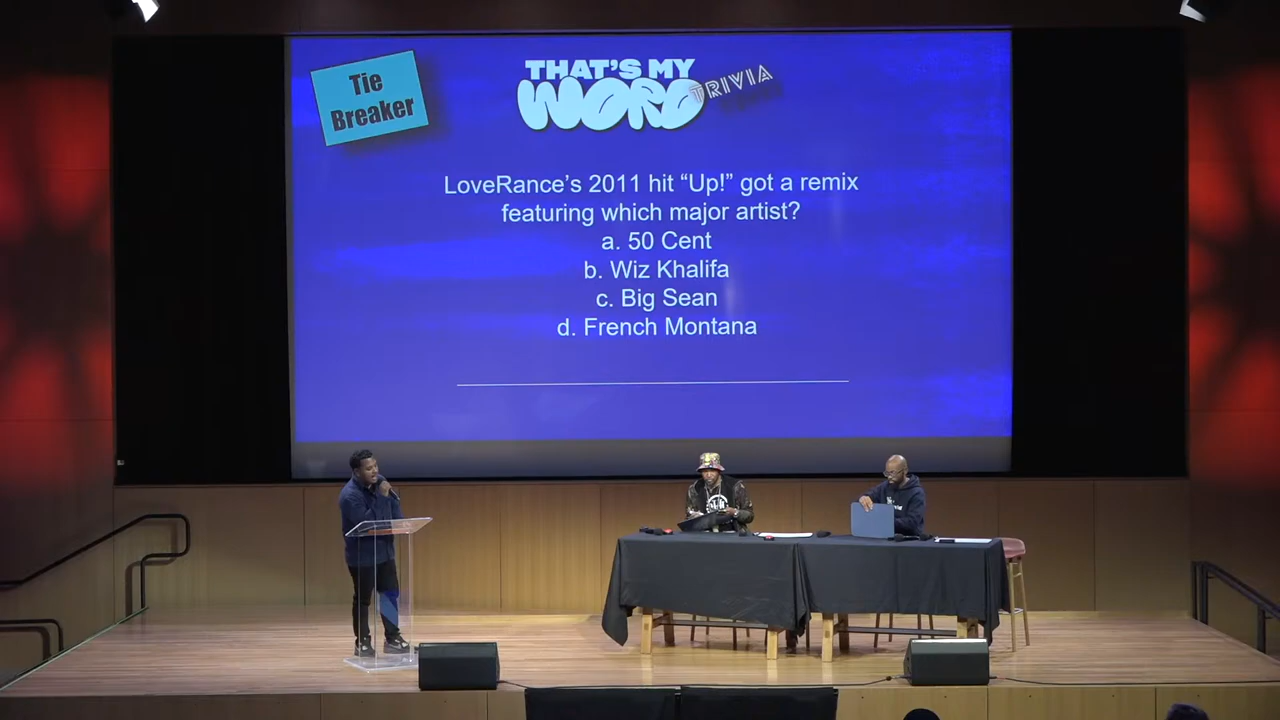 Tie
Breaker
THAT'S MY
WORD
TRIVIA
LoveRance's 2011 hit “Up!” got a remix
featuring which major artist?
a. 50 Cent
b. Wiz Khalifa
c. Big Sean
d. French Montana